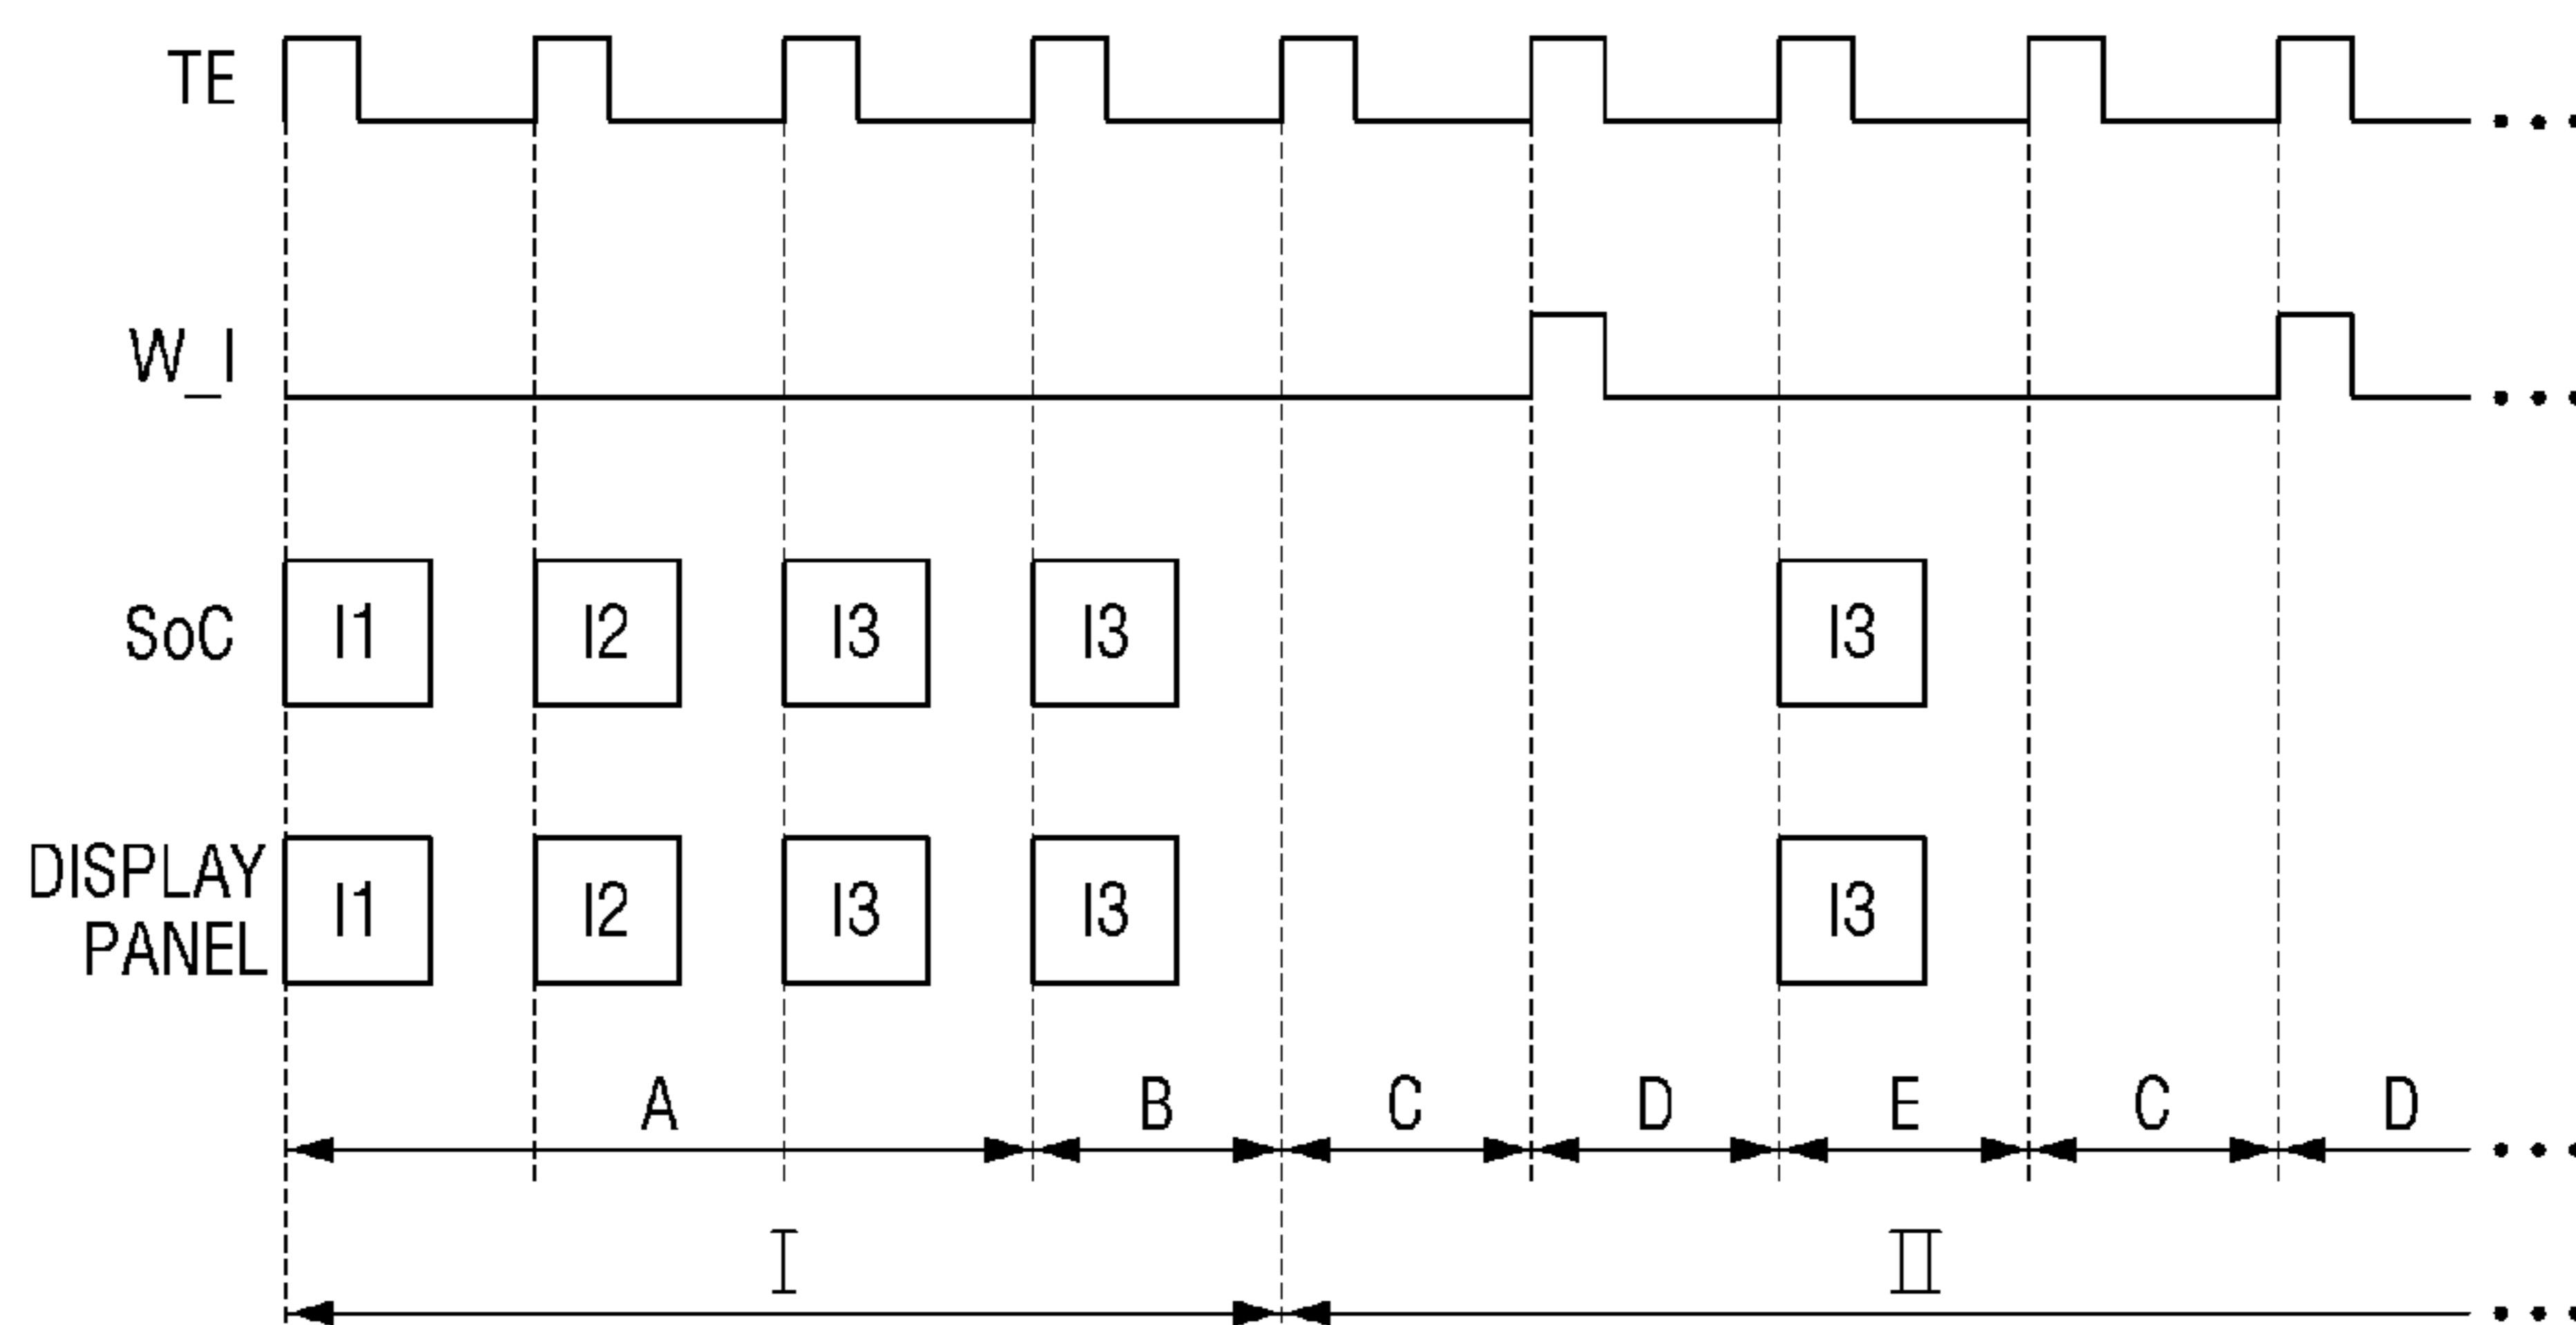 TE
W_I
SoC I1 I2 I3 I3 I3
DISPLAY
PANEL I1 I2 I3 I3 I3
A B C D E C D
I II